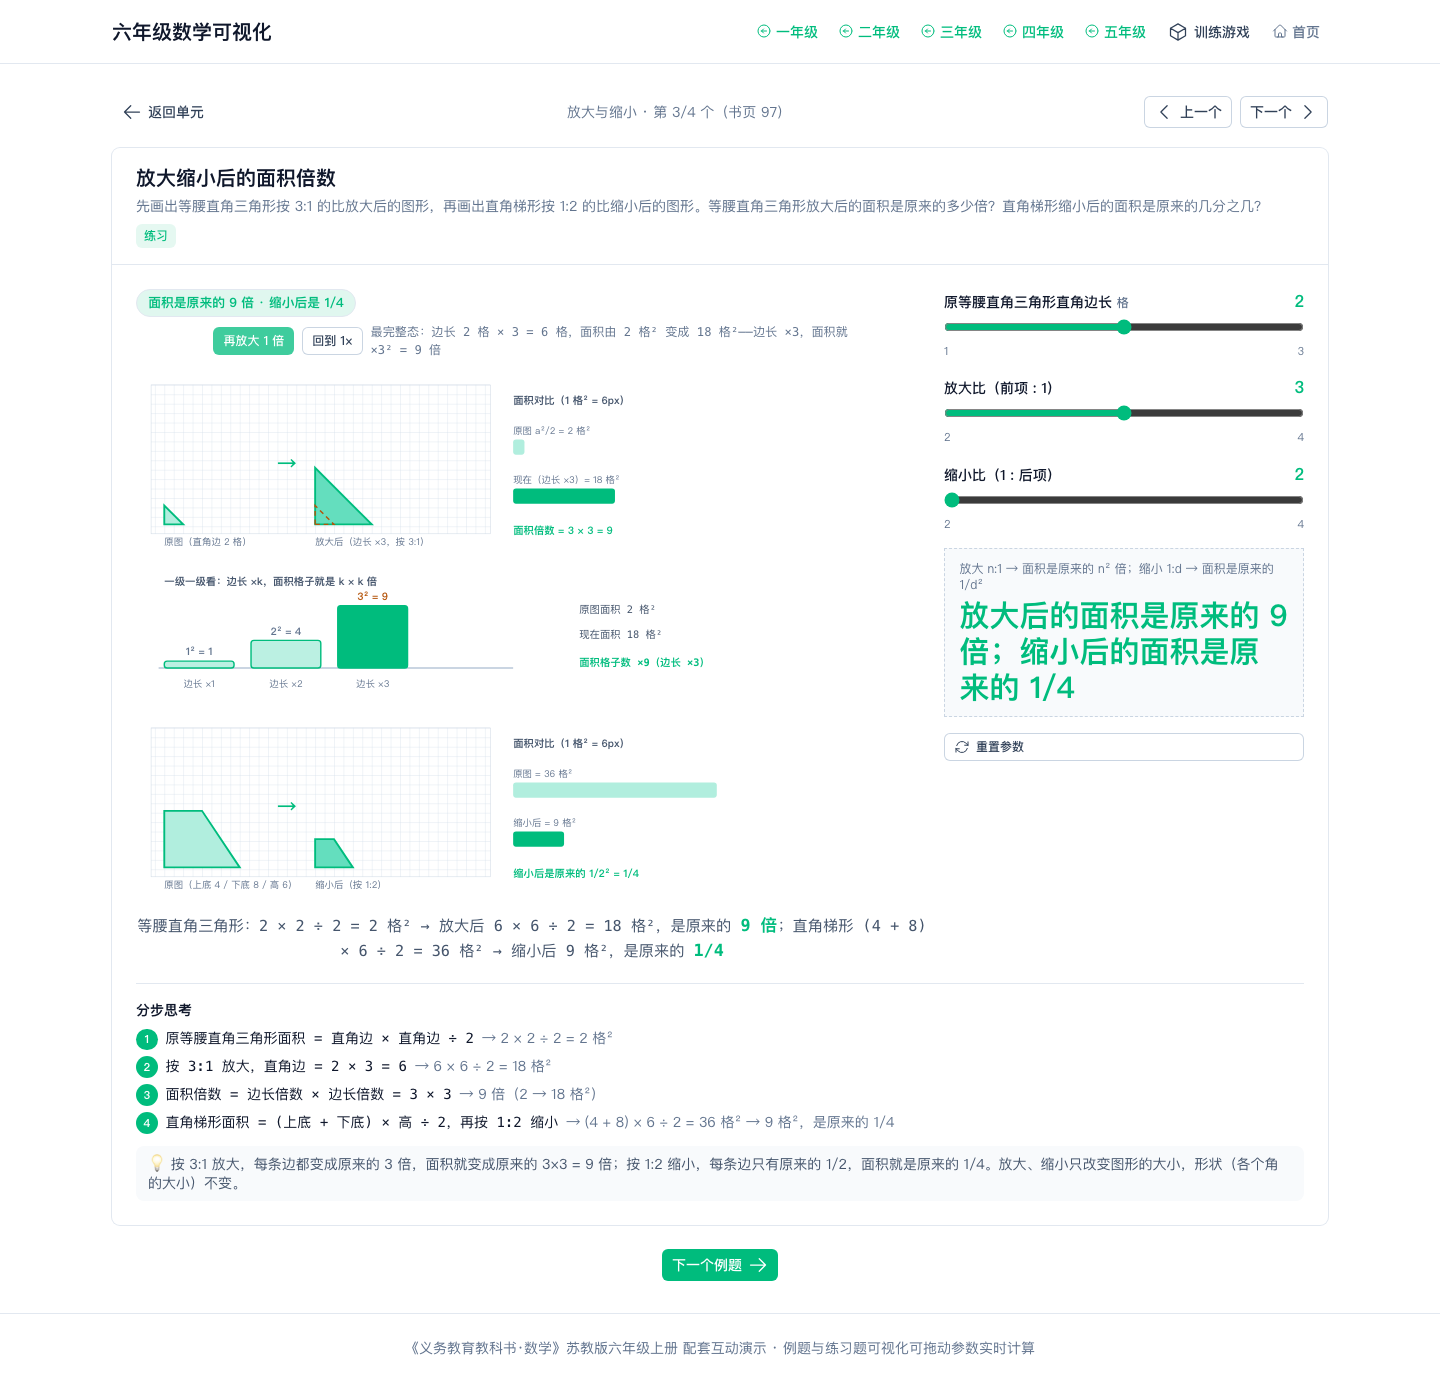 六年级数学可视化
一年级
二年级
三年级
四年级
五年级
训练游戏
首页
返回单元
放大与缩小 · 第 3/4 个（书页 97）
上一个
下一个
放大缩小后的面积倍数
先画出等腰直角三角形按 3:1 的比放大后的图形，再画出直角梯形按 1:2 的比缩小后的图形。等腰直角三角形放大后的面积是原来的多少倍？直角梯形缩小后的面积是原来的几分之几？
练习
面积是原来的 9 倍 · 缩小后是 1/4
再放大 1 倍
回到 1×
最完整态：边长 2 格 × 3 = 6 格，面积由 2 格² 变成 18 格²——边长 ×3，面积就
×3² = 9 倍
面积对比（1 格² = 6px）
原图 a²/2 = 2 格²
现在（边长 ×3）= 18 格²
面积倍数 = 3 × 3 = 9
→
原图（直角边 2 格）
放大后（边长 ×3，按 3:1）
一级一级看：边长 ×k，面积格子就是 k × k 倍
1² = 1
2² = 4
3² = 9
边长 ×1
边长 ×2
边长 ×3
原图面积 2 格²
现在面积 18 格²
面积格子数 ×9（边长 ×3）
面积对比（1 格² = 6px）
原图 = 36 格²
缩小后 = 9 格²
缩小后是原来的 1/2² = 1/4
→
原图（上底 4 / 下底 8 / 高 6）
缩小后（按 1:2）
等腰直角三角形：2 × 2 ÷ 2 = 2 格² → 放大后 6 × 6 ÷ 2 = 18 格²，是原来的 9 倍；直角梯形 (4 + 8)
× 6 ÷ 2 = 36 格² → 缩小后 9 格²，是原来的 1/4
原等腰直角三角形直角边长 格
2
1
3
放大比（前项 : 1）
3
2
4
缩小比（1 : 后项）
2
2
4
放大 n:1 → 面积是原来的 n² 倍；缩小 1:d → 面积是原来的
1/d²
放大后的面积是原来的 9
倍；缩小后的面积是原
来的 1/4
重置参数
分步思考
1 原等腰直角三角形面积 = 直角边 × 直角边 ÷ 2 → 2 × 2 ÷ 2 = 2 格²
2 按 3:1 放大，直角边 = 2 × 3 = 6 → 6 × 6 ÷ 2 = 18 格²
3 面积倍数 = 边长倍数 × 边长倍数 = 3 × 3 → 9 倍（2 → 18 格²）
4 直角梯形面积 = (上底 + 下底) × 高 ÷ 2，再按 1:2 缩小 → (4 + 8) × 6 ÷ 2 = 36 格² → 9 格²，是原来的 1/4
💡 按 3:1 放大，每条边都变成原来的 3 倍，面积就变成原来的 3×3 = 9 倍；按 1:2 缩小，每条边只有原来的 1/2，面积就是原来的 1/4。放大、缩小只改变图形的大小，形状（各个角
的大小）不变。
下一个例题
《义务教育教科书·数学》苏教版六年级上册 配套互动演示 · 例题与练习题可视化可拖动参数实时计算